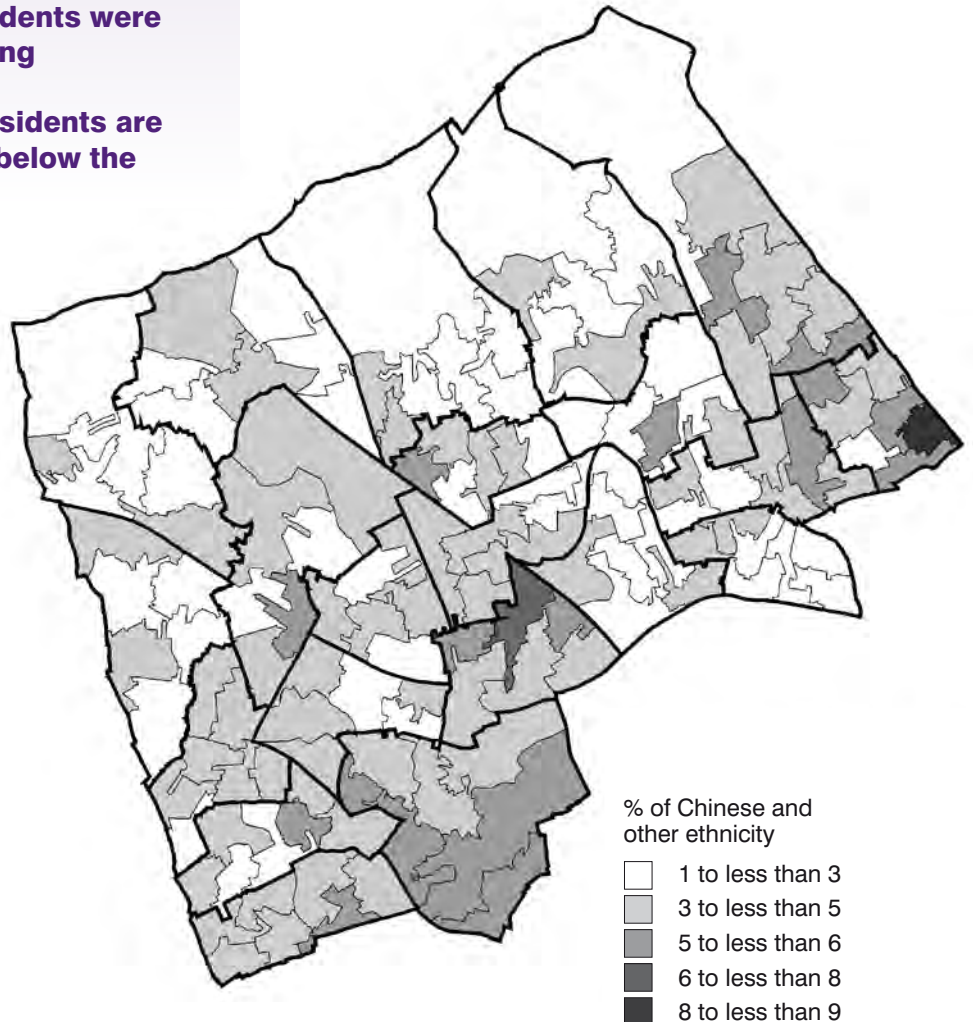 dents were
ng
sidents are
below the
% of Chinese and
other ethnicity
1 to less than 3
3 to less than 5
5 to less than 6
6 to less than 8
8 to less than 9